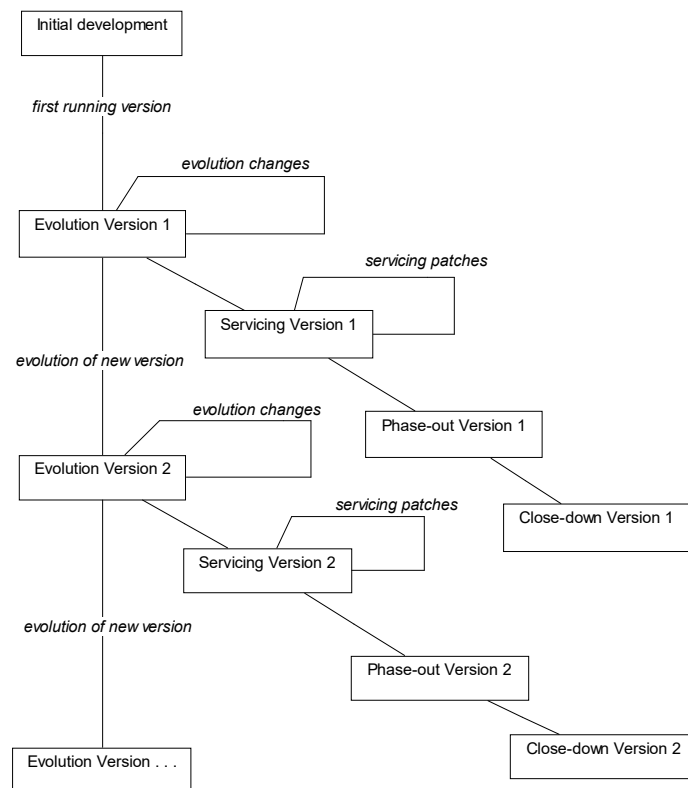 Initial development
first running version
evolution changes
Evolution Version 1
servicing patches
Servicing Version 1
evolution of new version
evolution changes
Phase-out Version 1
Evolution Version 2
servicing patches
Close-down Version 1
Servicing Version 2
evolution of new version
Phase-out Version 2
Close-down Version 2
Evolution Version . . .